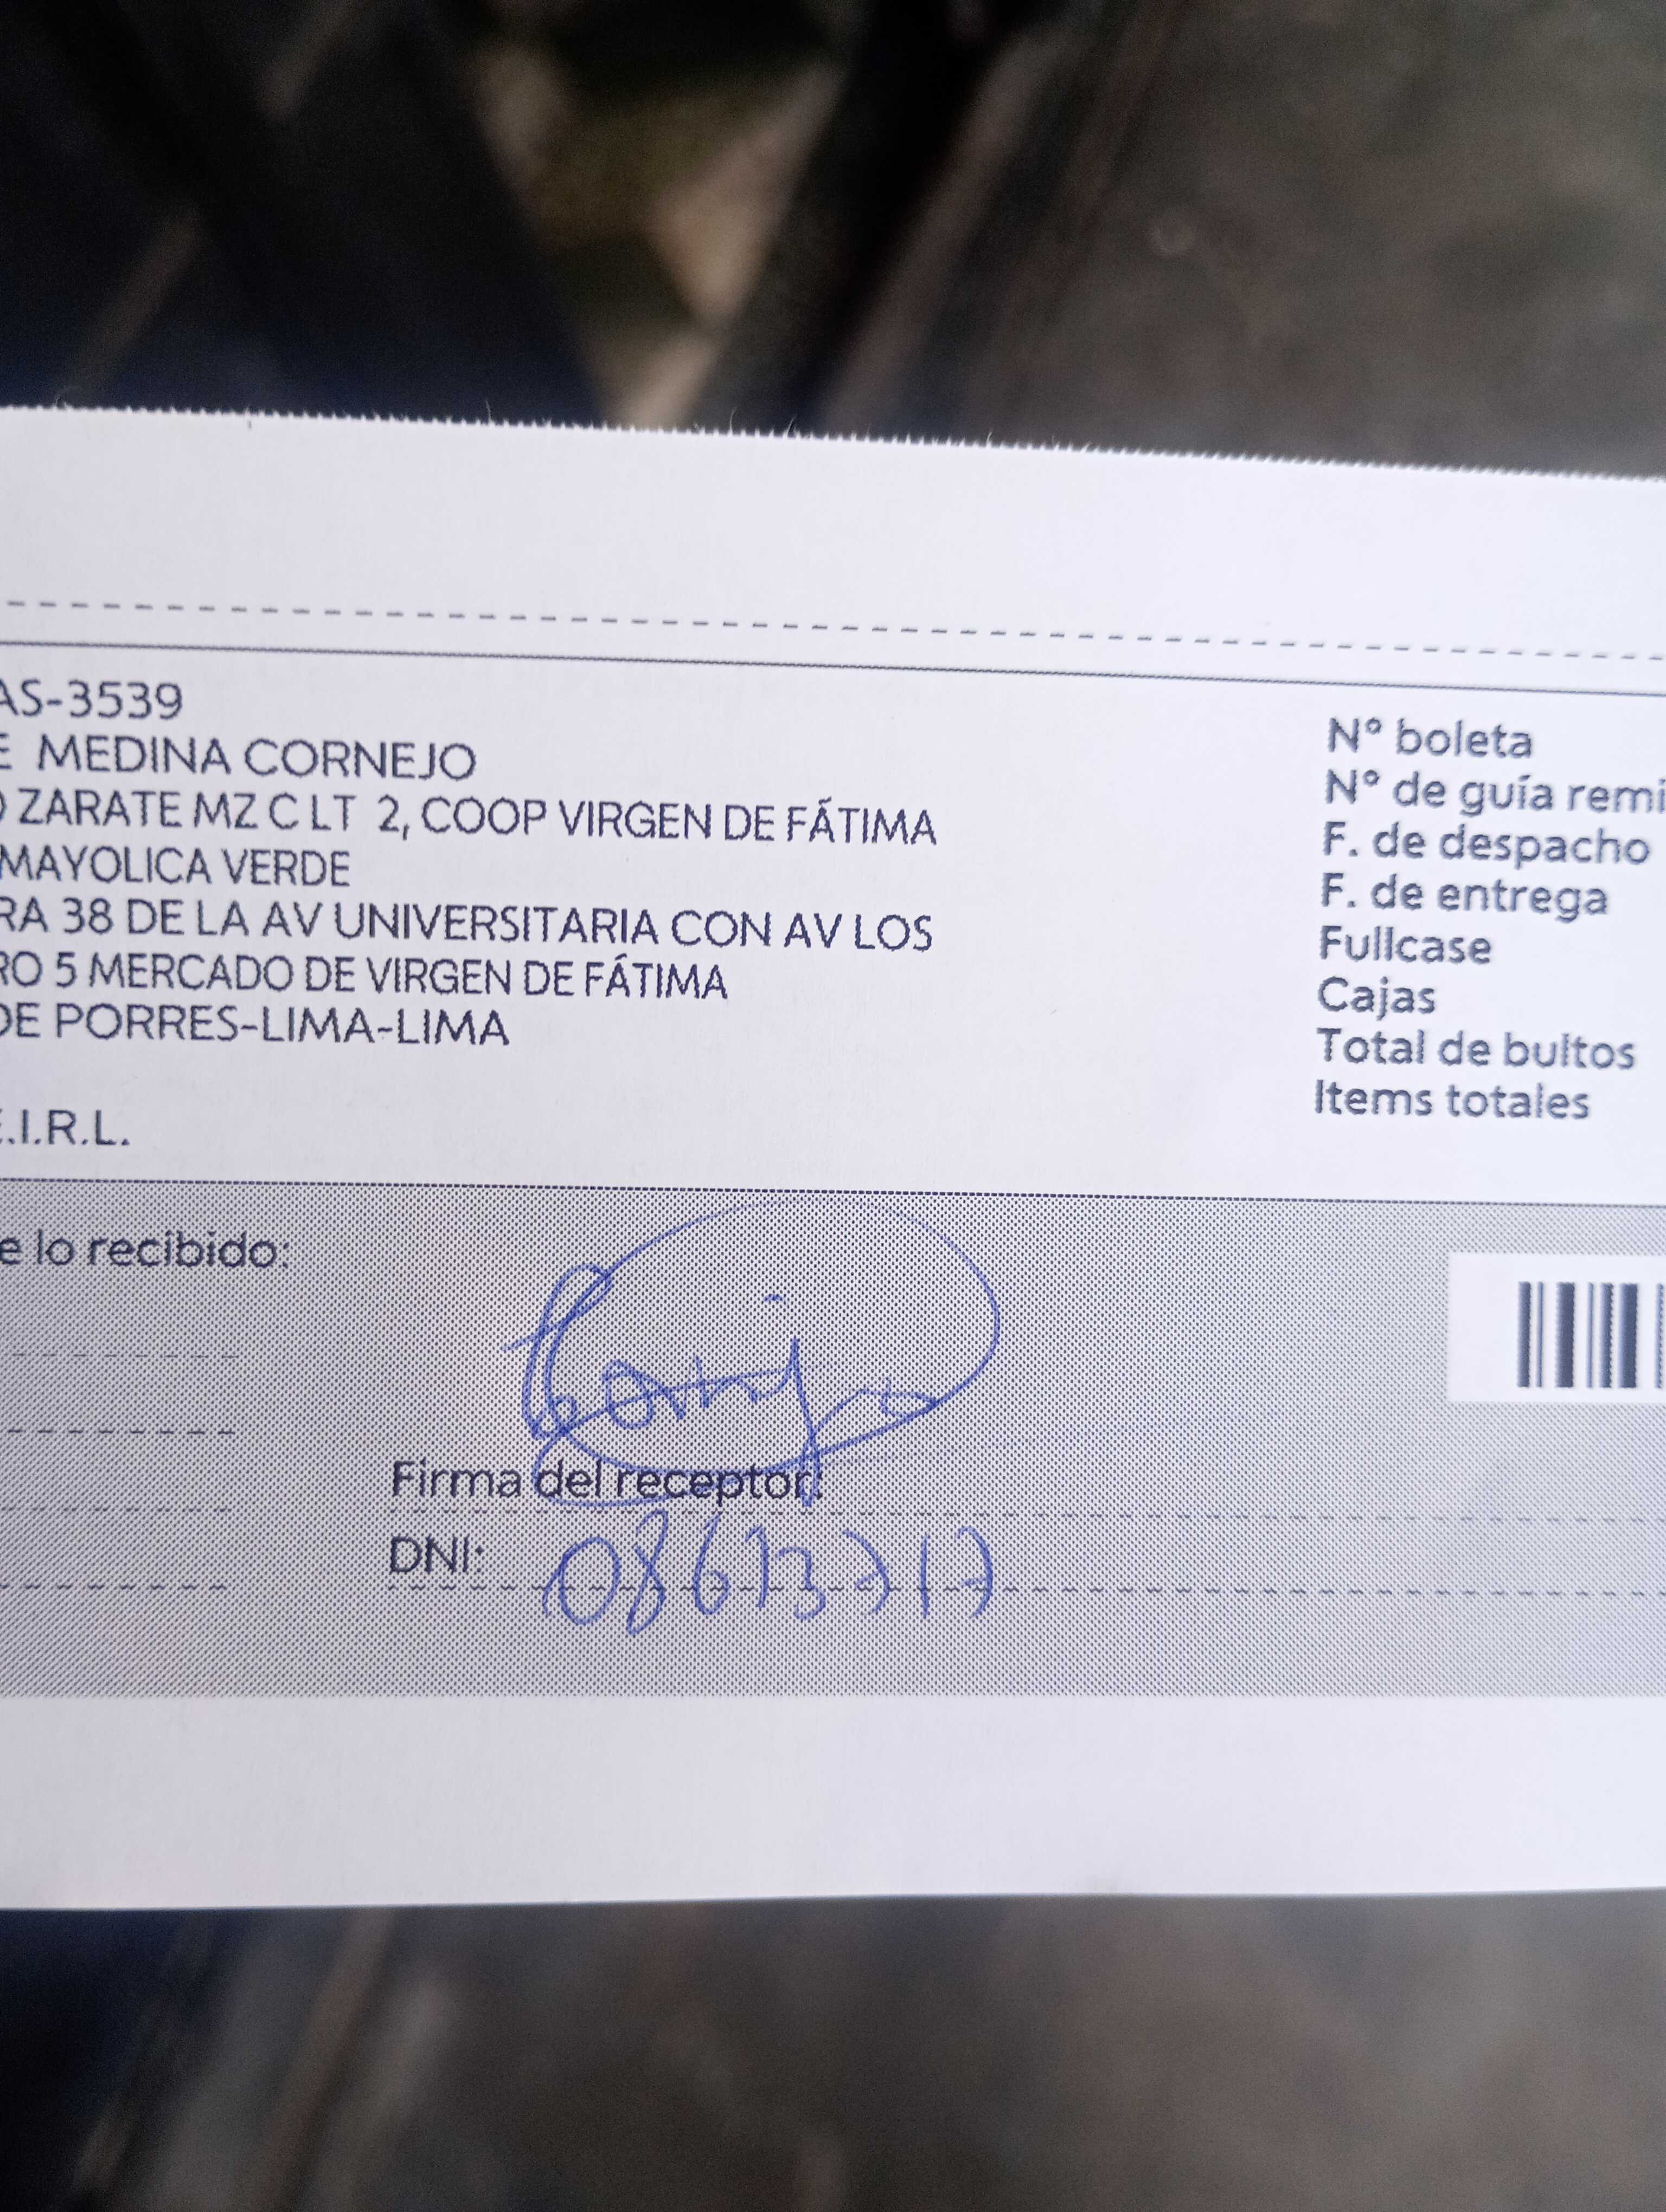 AS-3539
E MEDINA CORNEJO
O ZARATE MZ C LT 2, COOP VIRGEN DE FÁTIMA
MAYOLICA VERDE
RA 38 DE LA AV UNIVERSITARIA CON AV LOS
RO 5 MERCADO DE VIRGEN DE FÁTIMA
DE PORRES-LIMA-LIMA
E.I.R.L.
N° boleta
N° de guía remi
F. de despacho
F. de entrega
Fullcase
Cajas
Total de bultos
Items totales
e lo recibido:
Firma del receptor:
DNI: 08613717